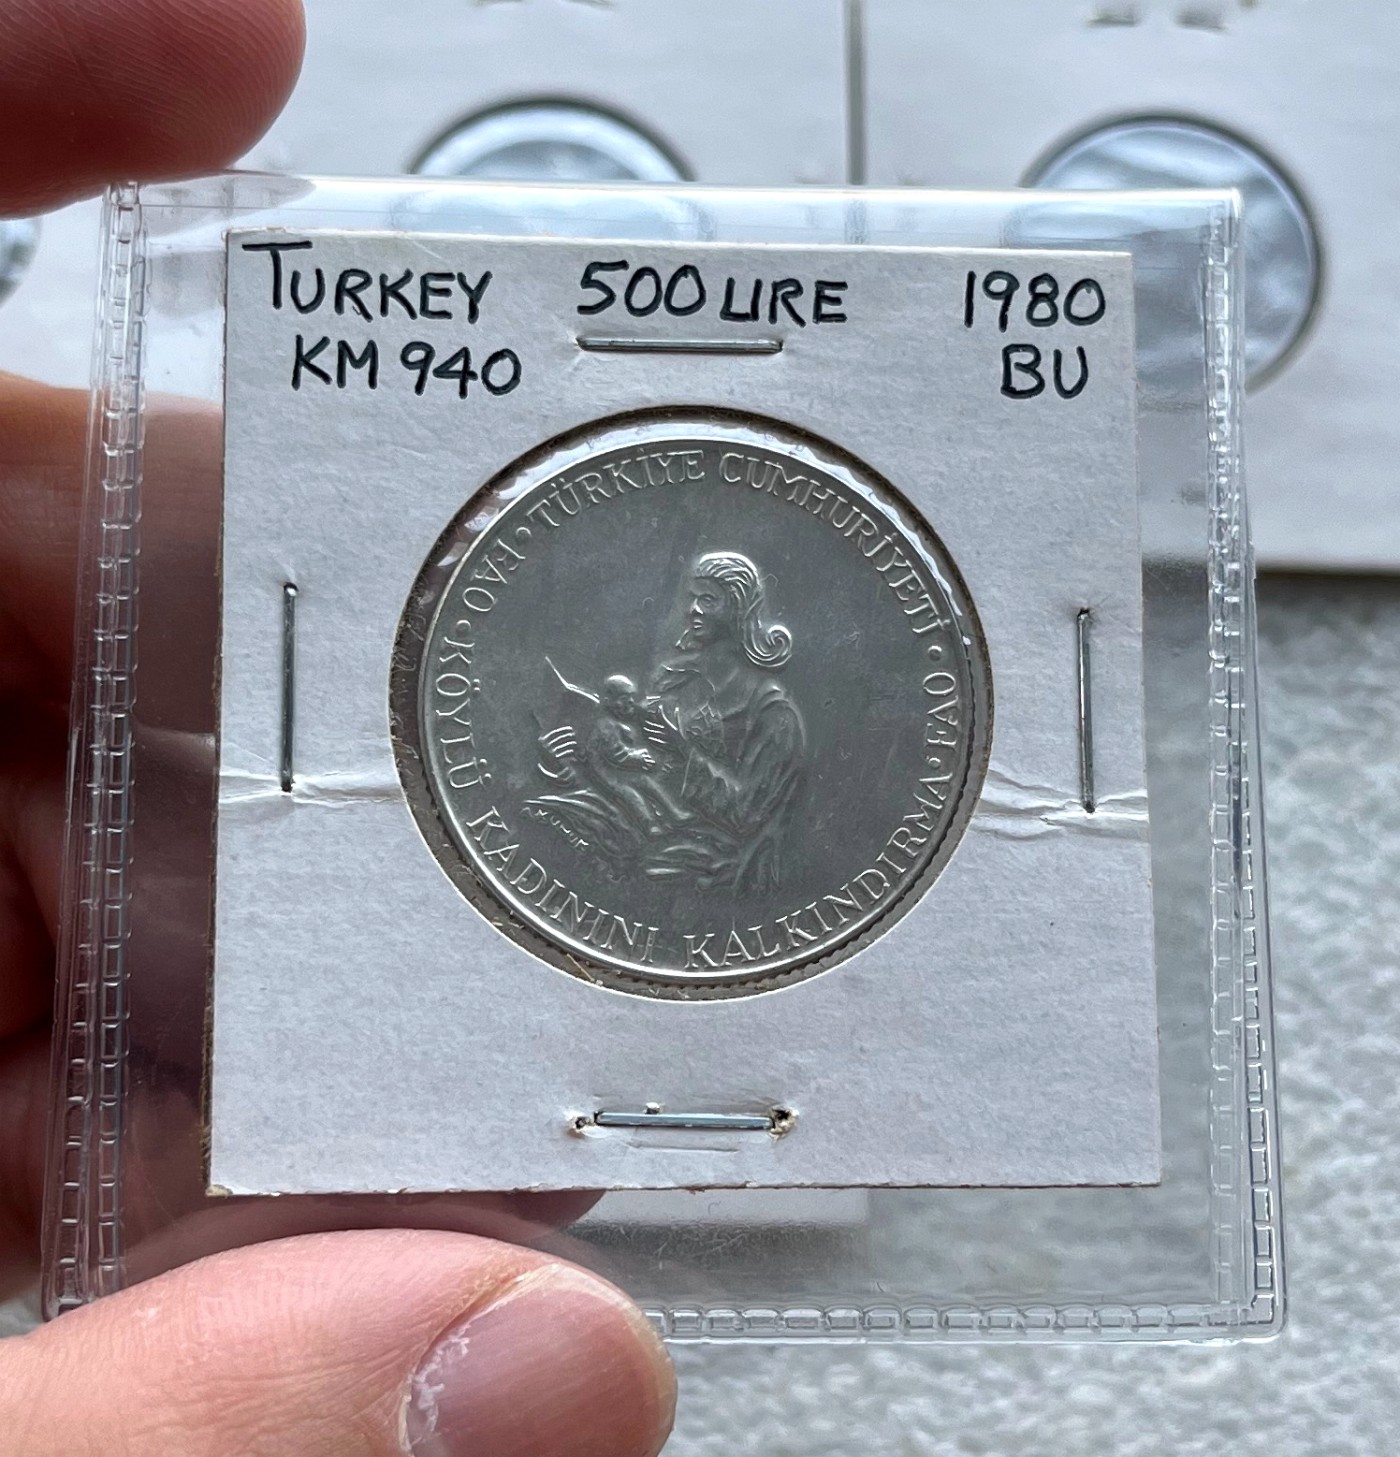 TURKEY 500 LIRE 1980
KM 940 BU
TÜRKİYE CUMHURİYETİ • FAO •
KÖYLÜ KADININI KALKINDIRMA • FAO •